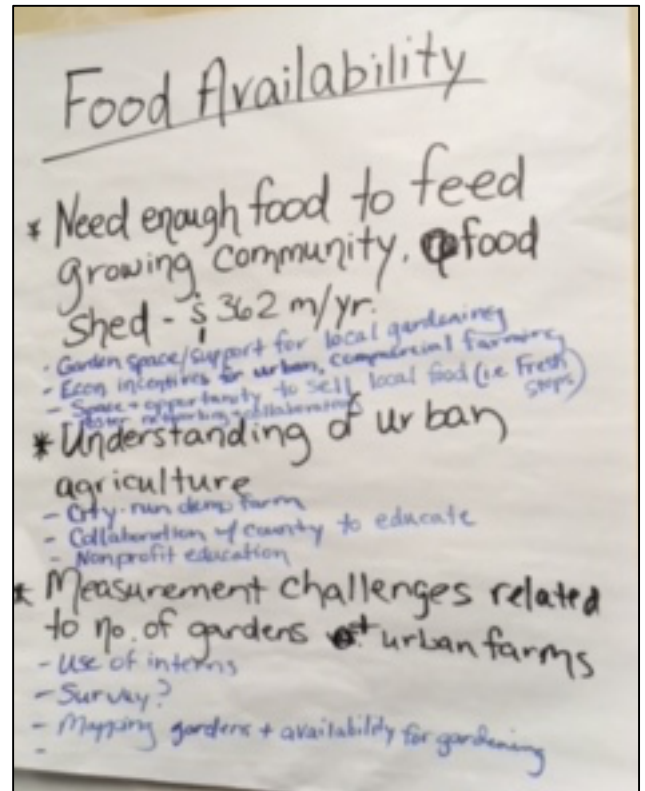 Food Availability
* Need enough food to feed
growing community. food
shed - $362 m/yr.
- Garden space/support for local gardening
- Econ incentives for urban, commercial farming
- Space + opportunity to sell local food (i.e Fresh
Stops)
- Foster networking + collaborations
* Understanding of urban
agriculture
- City-run demo farm
- Collaboration w/ county to educate
- Nonprofit education
* Measurement challenges related
to no. of gardens + urban farms
- Use of interns
- Survey?
- Mapping gardens + availability for gardening
-